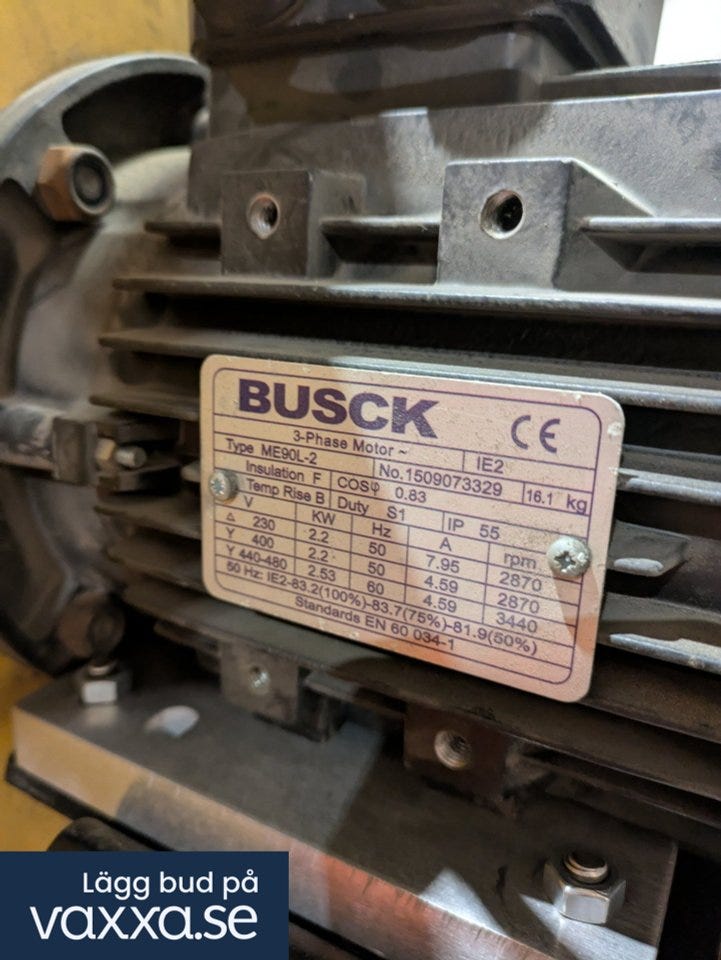 BUSCK
CE
3-Phase Motor ~
Type ME90L-2 No.1509073329 IE2 16.1 kg
Insulation F COSφ 0.83
Temp Rise B Duty S1 IP 55
V KW Hz A rpm
Δ 230 2.2 50 7.95 2870
Y 400 2.2 50 4.59 2870
Y 440-480 2.53 60 4.59 3440
50 Hz: IE2-83.2(100%)-83.7(75%)-81.9(50%)
Standards EN 60 034-1
Lägg bud på
vaxxa.se